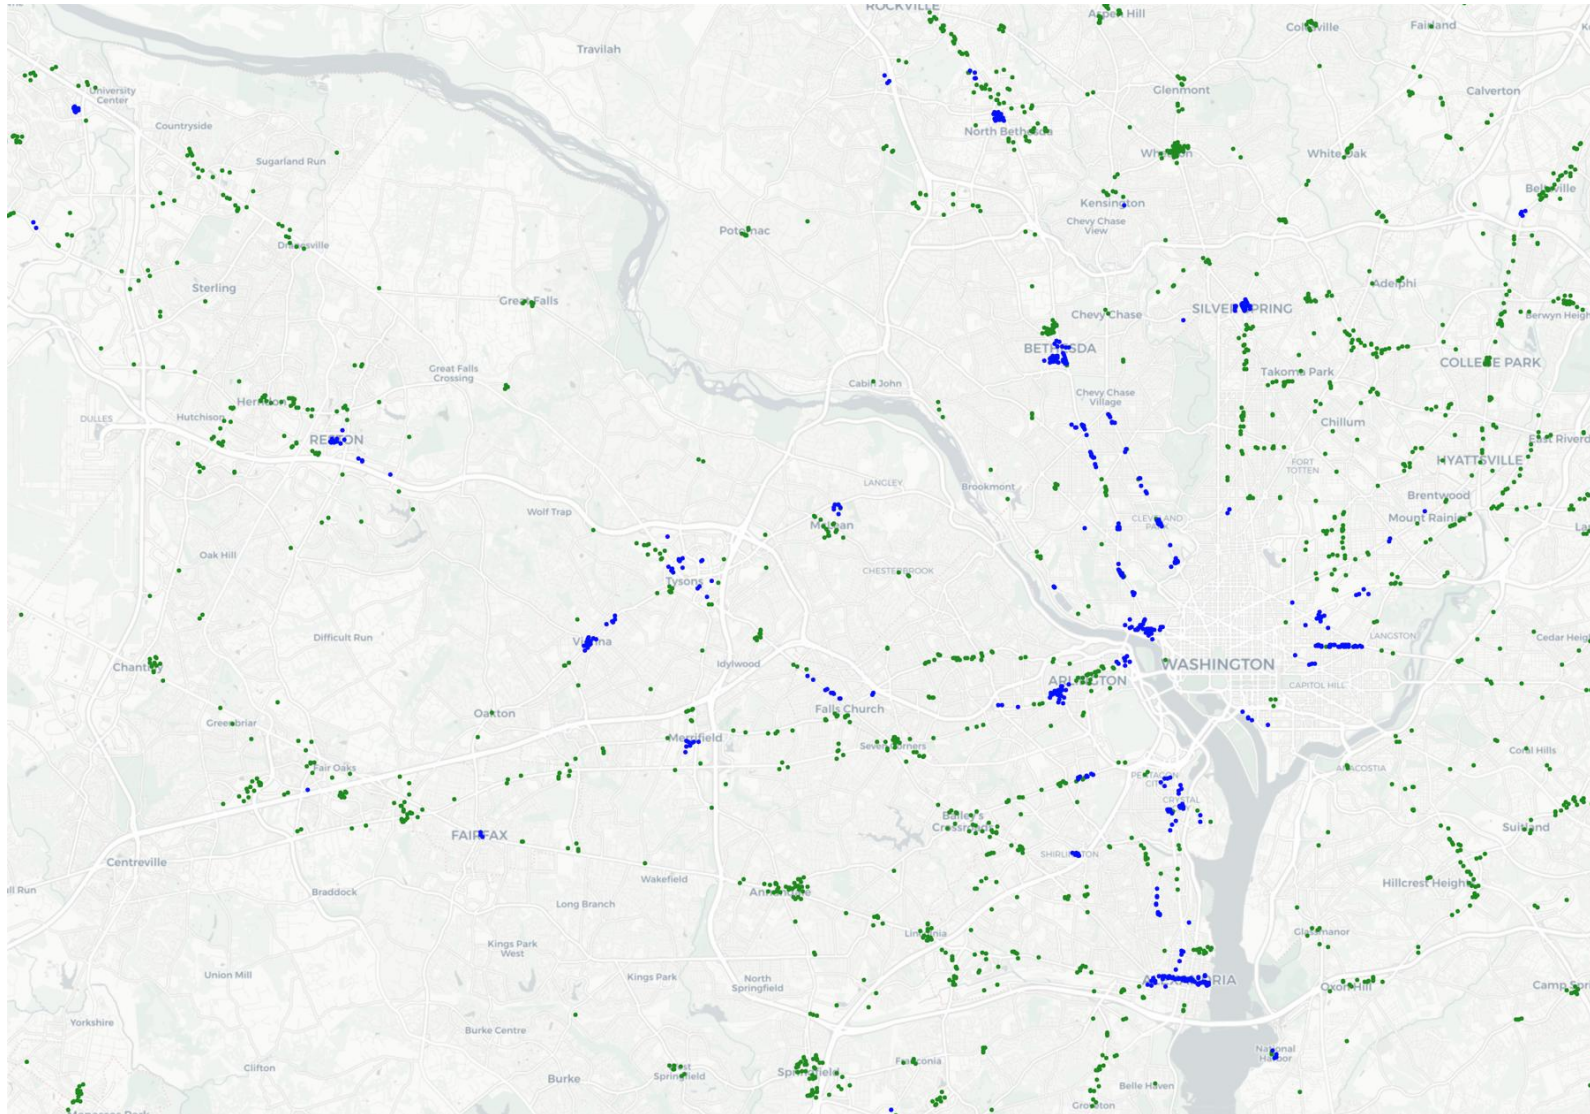 ROCKVILLE
Aspen Hill
Fairland
Travilah
University
Center
Glenmont
Calverton
Countryside
North Bethesda
Sugarland Run
Wheaton
White Oak
Beltsville
Kensington
Chevy Chase
View
Potomac
Dranesville
Sterling
Adelphi
Great Falls
SILVER SPRING
Chevy Chase
Berwyn Heigh
BETHESDA
COLLEGE PARK
Great Falls
Crossing
Takoma Park
Cabin John
Chevy Chase
Village
Herndon
Hutchison
DULLES
Chillum
RESTON
East Riverd
HYATTSVILLE
FORT
TOTTEN
LANGLEY
Brookmont
Brentwood
Wolf Trap
Mount Rainier
CLEVELAND
PARK
McLean
Oak Hill
CHESTERBROOK
Tysons
Difficult Run
Vienna
LANGSTON
Cedar Heigh
Idylwood
WASHINGTON
Chantilly
ARLINGTON
CAPITOL HILL
Oaxton
Falls Church
Greenbriar
Merrifield
Seven Corners
Coral Hills
Fair Oaks
ANACOSTIA
PENTAGON
CITY
CRYSTAL
CITY
Bailey's
Crossroads
Suitland
FAIRFAX
Centreville
SHIRLINGTON
Wakefield
Hillcrest Heights
Braddock
Annandale
Long Branch
Glassmanor
Lincolnia
Kings Park
West
Union Mill
Kings Park
North
Springfield
ALEXANDRIA
Oxon Hill
Camp Spri
Yorkshire
Burke Centre
National
Harbor
Franconia
Clifton
West
Springfield
Springfield
Burke
Belle Haven
Groveton